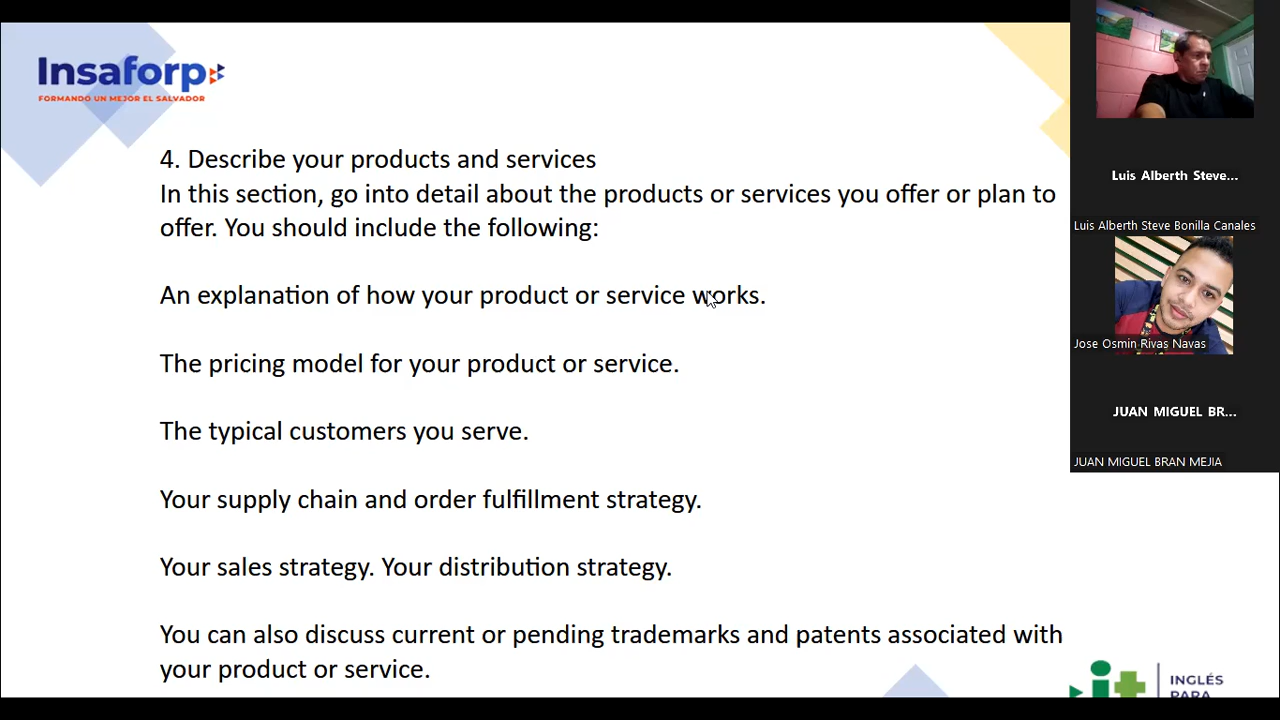 Insaforp
FORMANDO UN MEJOR EL SALVADOR
4. Describe your products and services
In this section, go into detail about the products or services you offer or plan to
offer. You should include the following:
An explanation of how your product or service works.
The pricing model for your product or service.
The typical customers you serve.
Your supply chain and order fulfillment strategy.
Your sales strategy. Your distribution strategy.
You can also discuss current or pending trademarks and patents associated with
your product or service.
Luis Alberth Steve...
Luis Alberth Steve Bonilla Canales
Jose Osmin Rivas Navas
JUAN MIGUEL BR...
JUAN MIGUEL BRAN MEJIA
it+
INGLÉS
PARA